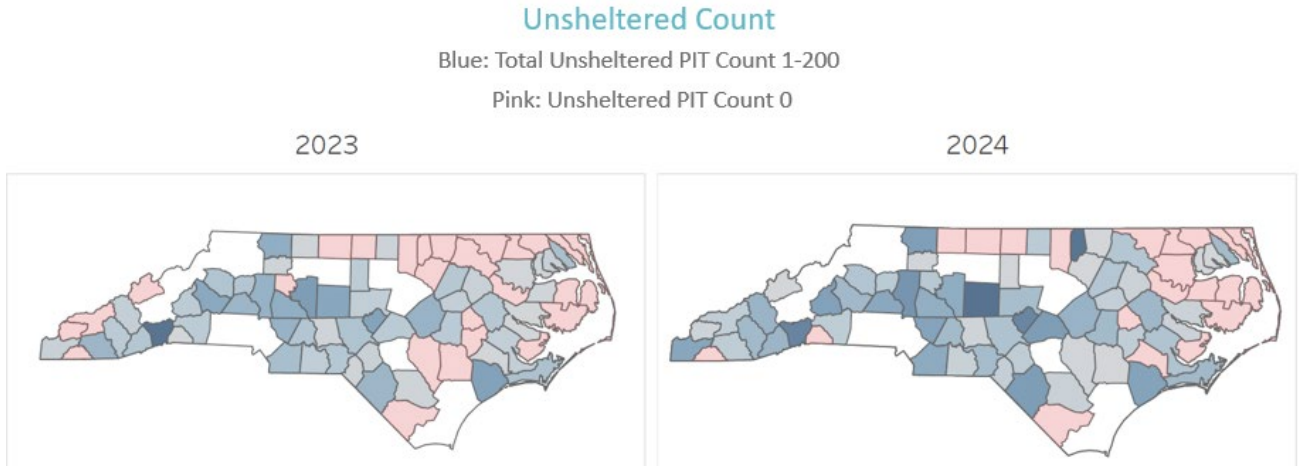 Unsheltered Count
Blue: Total Unsheltered PIT Count 1-200
Pink: Unsheltered PIT Count 0
2023
2024